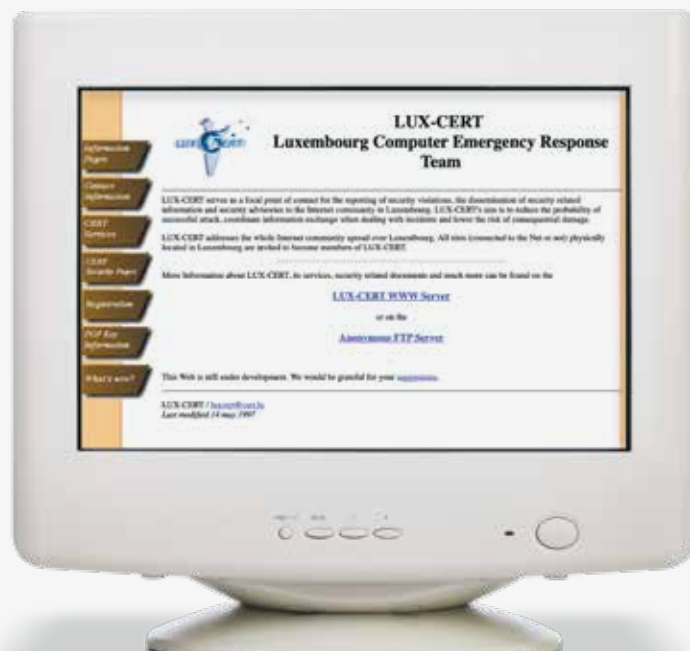 LUX-CERT
Luxembourg Computer Emergency Response
Team
Information
Pages
Contact
Information
CERT
Services
CERT
Security Pages
Registration
PGP Key
Information
What's new?
LUX-CERT serves as a focal point of contact for the reporting of security violations, the dissemination of security related
information and security advisories to the Internet community in Luxembourg. LUX-CERT's aim is to reduce the probability of
successful attack, coordinate information exchange when dealing with incidents and lower the risk of consequential damage.
LUX-CERT addresses the whole Internet community spread over Luxembourg. All sites (connected to the Net or not) physically
located in Luxembourg are invited to become members of LUX-CERT.
More Information about LUX-CERT, its services, security related documents and much more can be found on the
LUX-CERT WWW Server
or on the
Anonymous FTP Server
This Web is still under development. We would be grateful for your suggestions.
LUX-CERT /
Last modified 14 may 1997